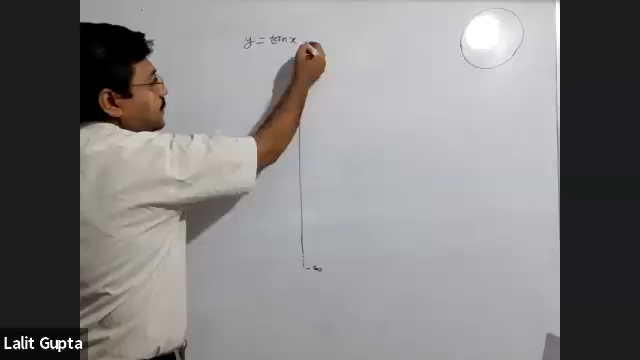 y = tan x
-∞
Lalit Gupta